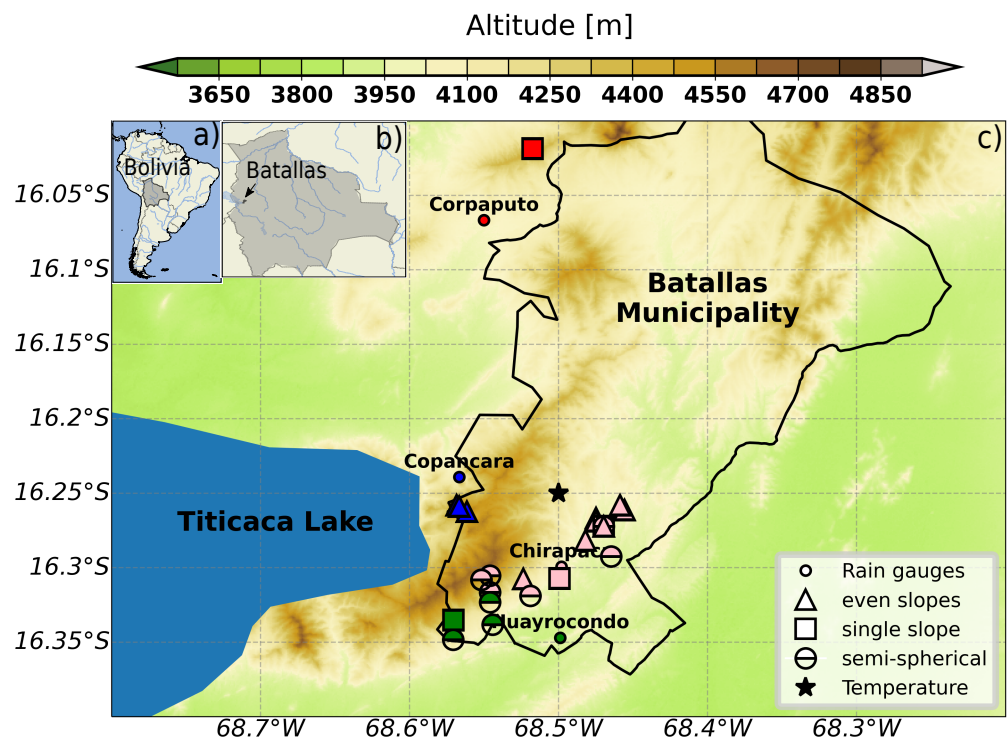 Altitude [m]
3650 3800 3950 4100 4250 4400 4550 4700 4850
a) b) c)
Bolivia
Batallas
16.05°S
Corpaputo
16.1°S
Batallas
Municipality
16.15°S
16.2°S
Copancara
16.25°S
Titicaca Lake
16.3°S
Chirapac
Rain gauges
even slopes
single slope
semi-spherical
Temperature
uayrocondo
16.35°S
68.7°W 68.6°W 68.5°W 68.4°W 68.3°W